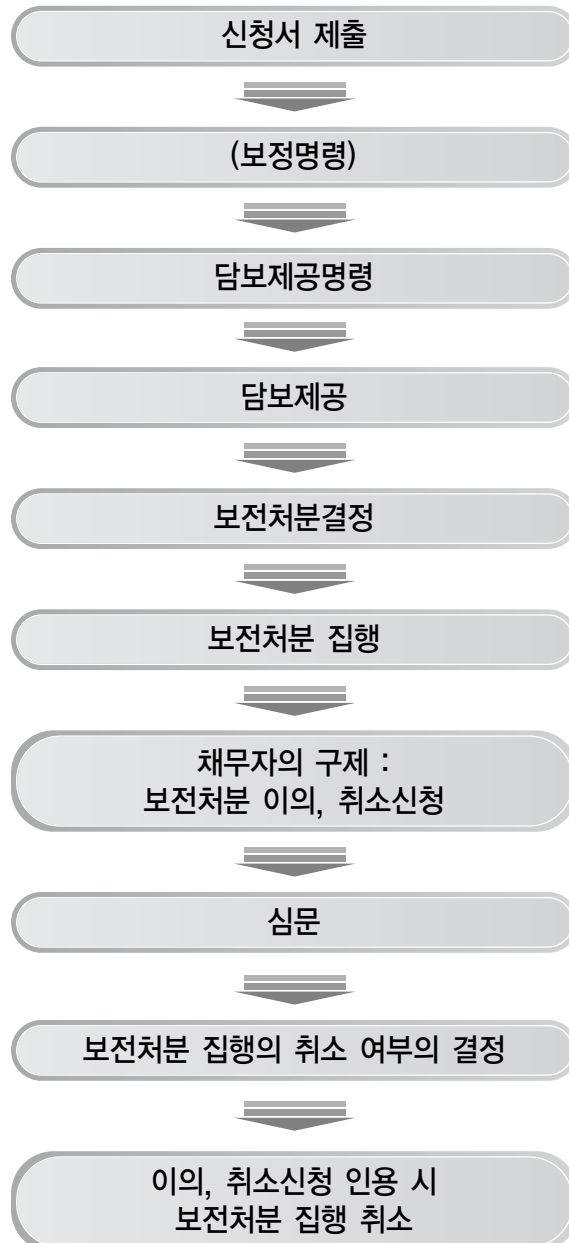 신청서 제출
(보정명령)
담보제공명령
담보제공
보전처분결정
보전처분 집행
채무자의 구제 :
보전처분 이의, 취소신청
심문
보전처분 집행의 취소 여부의 결정
이의, 취소신청 인용 시
보전처분 집행 취소